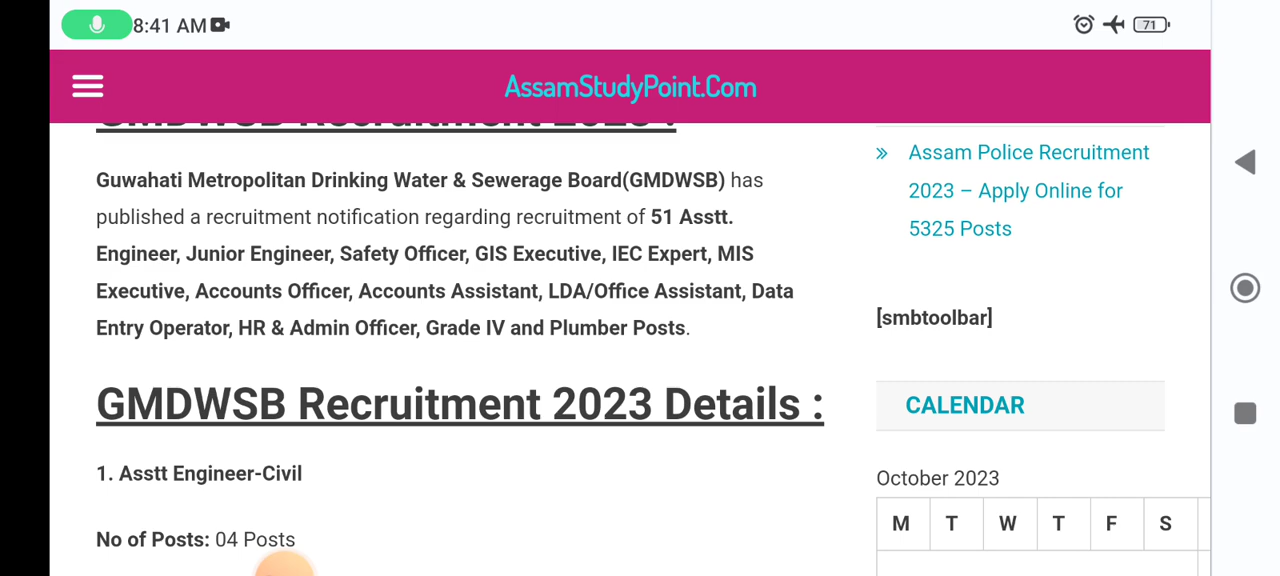 8:41 AM
71
AssamStudyPoint.Com
GMDWSB Recruitment 2023 :
Guwahati Metropolitan Drinking Water & Sewerage Board(GMDWSB) has
published a recruitment notification regarding recruitment of 51 Asstt.
Engineer, Junior Engineer, Safety Officer, GIS Executive, IEC Expert, MIS
Executive, Accounts Officer, Accounts Assistant, LDA/Office Assistant, Data
Entry Operator, HR & Admin Officer, Grade IV and Plumber Posts.
GMDWSB Recruitment 2023 Details :
1. Asstt Engineer-Civil
No of Posts: 04 Posts
» Assam Police Recruitment
2023 – Apply Online for
5325 Posts
[smbtoolbar]
CALENDAR
October 2023
M T W T F S